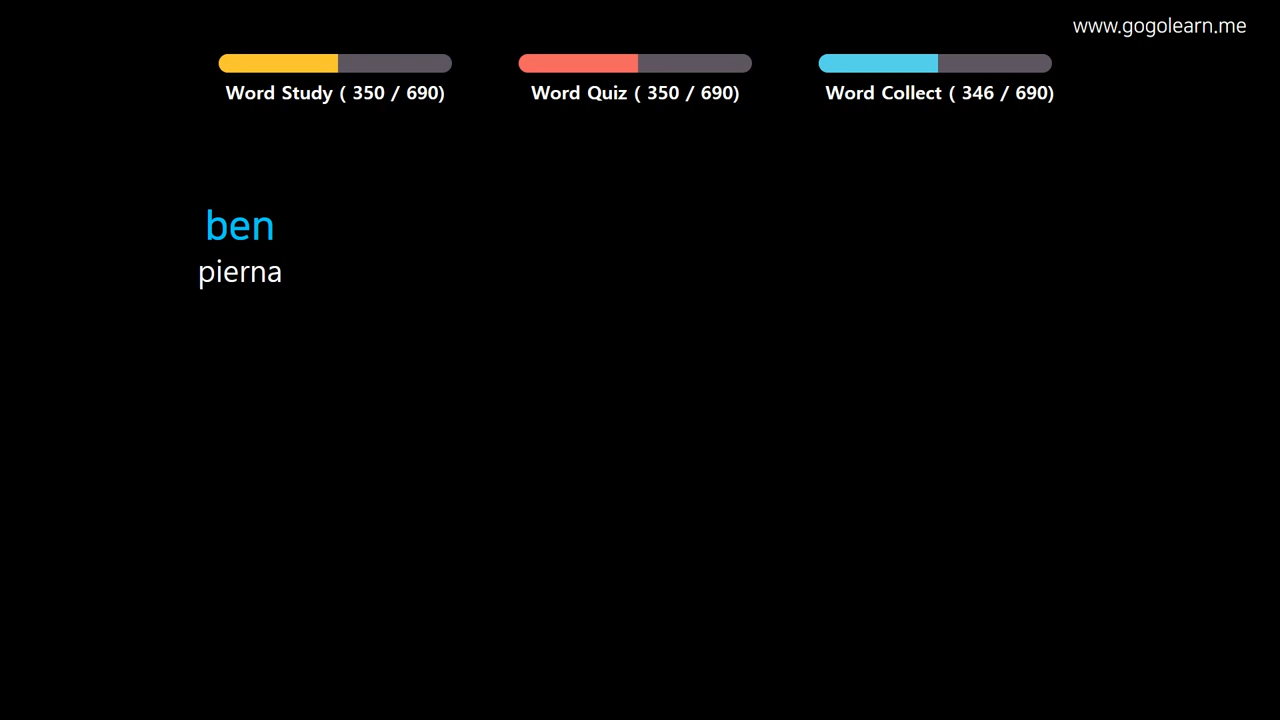 www.gogolearn.me
Word Study ( 350 / 690)
Word Quiz ( 350 / 690)
Word Collect ( 346 / 690)
ben
pierna